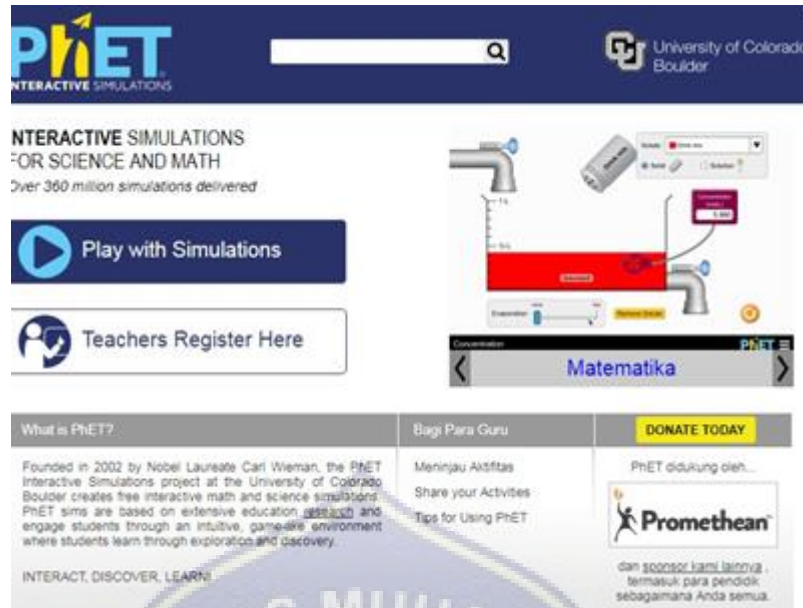 PhET
INTERACTIVE SIMULATIONS
University of Colorado
Boulder
INTERACTIVE SIMULATIONS
FOR SCIENCE AND MATH
Over 360 million simulations delivered
Play with Simulations
Teachers Register Here
Concentration
PhET
Matematika
What is PhET?
Founded in 2002 by Nobel Laureate Carl Wieman, the PhET
Interactive Simulations project at the University of Colorado
Boulder creates free interactive math and science simulations.
PhET sims are based on extensive education research and
engage students through an intuitive, game-like environment
where students learn through exploration and discovery.
INTERACT, DISCOVER, LEARN!
Bagi Para Guru
Meninjau Aktifitas
Share your Activities
Tips for Using PhET
DONATE TODAY
PhET didukung oleh...
Promethean
dan sponsor kami lainnya ,
termasuk para pendidik
sebagaimana Anda semua.